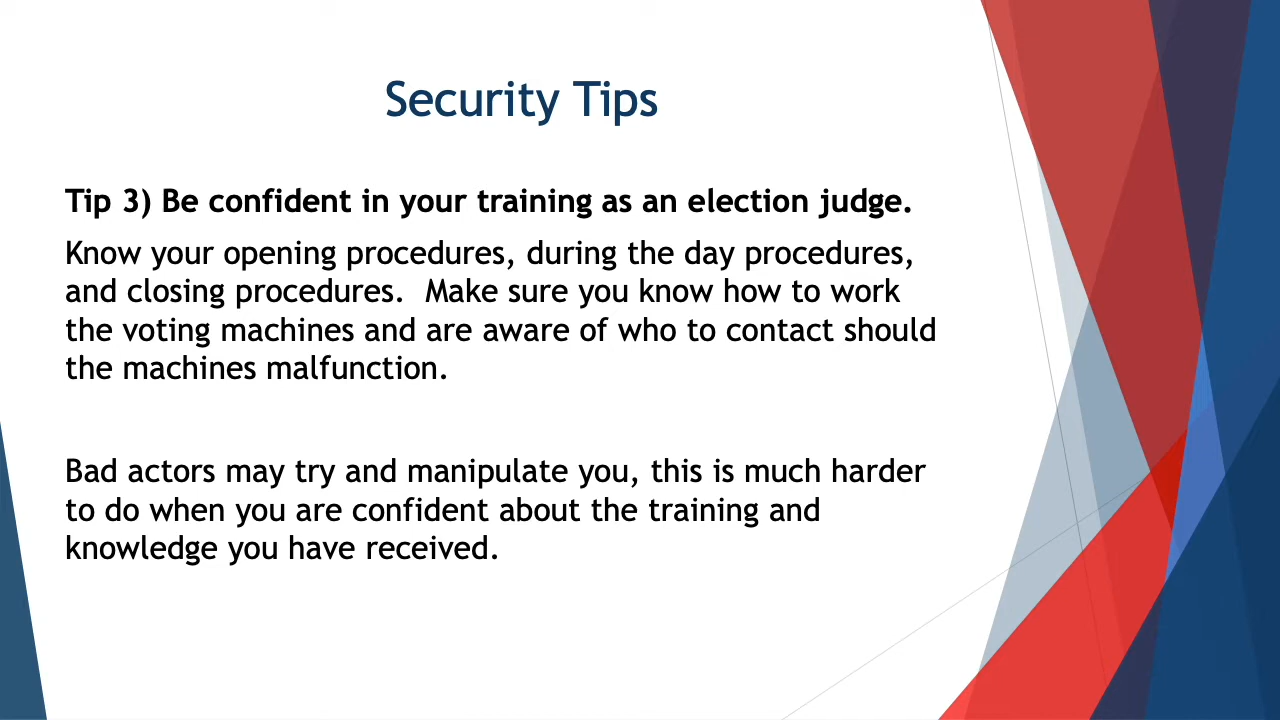 Security Tips
Tip 3) Be confident in your training as an election judge.
Know your opening procedures, during the day procedures,
and closing procedures.  Make sure you know how to work
the voting machines and are aware of who to contact should
the machines malfunction.
Bad actors may try and manipulate you, this is much harder
to do when you are confident about the training and
knowledge you have received.